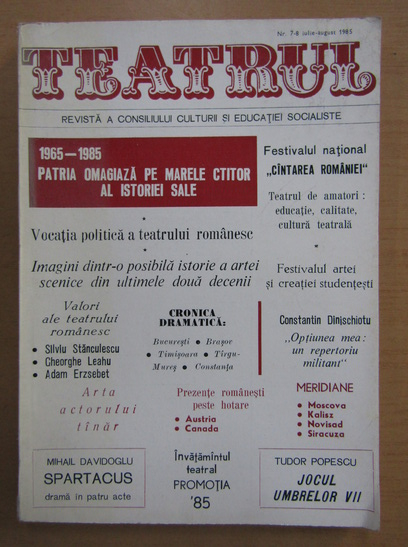 Nr. 7-8 iulie-august 1985
TEATRUL
REVISTĂ A CONSILIULUI CULTURII ȘI EDUCAȚIEI SOCIALISTE
1965—1985
PATRIA OMAGIAZĂ PE MARELE CTITOR
AL ISTORIEI SALE
Festivalul național
„CÎNTAREA ROMÂNIEI"
Teatrul de amatori :
educație, calitate,
cultură teatrală
Vocația politică a teatrului românesc
Imagini dintr-o posibilă istorie a artei
scenice din ultimele două decenii
Festivalul artei
și creației studențești
Valori
ale teatrului
românesc
• Silviu Stănculescu
• Gheorghe Leahu
• Adam Erzsebet
CRONICA
DRAMATICĂ:
București • Brașov
• Timișoara • Tîrgu-
Mureș • Constanța
Constantin Dinischiotu
„Opțiunea mea :
un repertoriu
militant"
Arta
actorului
tînăr
Prezențe românești
peste hotare
• Austria
• Canada
MERIDIANE
• Moscova
• Kalisz
• Novisad
• Siracuza
MIHAIL DAVIDOGLU
SPARTACUS
dramă în patru acte
Învățămîntul
teatral
PROMOȚIA
'85
TUDOR POPESCU
JOCUL
UMBRELOR VII